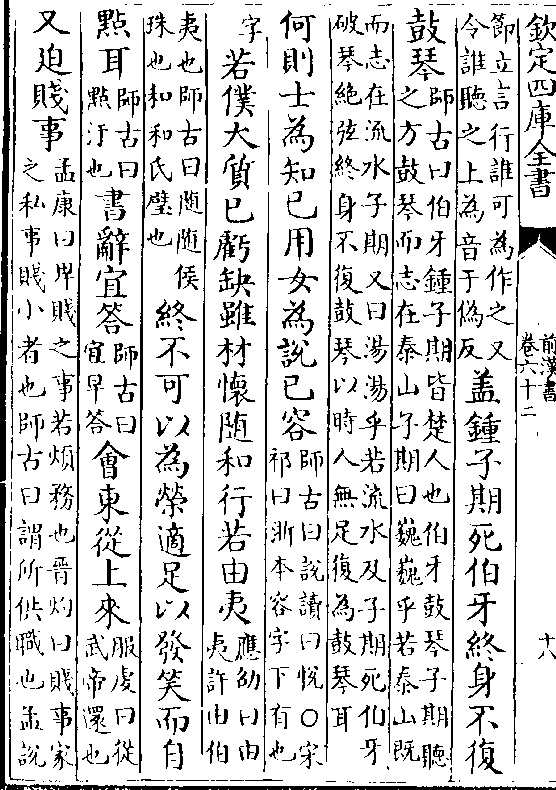 欽定四庫全書
前漢書
卷六十二
十八
節立言行誰可為作之又
令誰聽之上為音于偽反
盖鍾子期死伯牙終身不復
鼓琴
師古曰伯牙鍾子期皆楚人也伯牙鼓琴子期聽
之方鼓琴而志在泰山子期曰巍巍乎若泰山既
而志在流水子期又曰湯湯乎若流水及子期死伯牙
破琴絶弦終身不復鼓琴以時人無足復為鼓琴耳
何則士為知已用女為說已容
師古曰說讀曰悅○宋
祁曰浙本容字下有也
字
若僕大質已虧缺雖材懷随和行若由夷
應劭曰由
夷許由伯
夷也師古曰随随侯
珠也和和氏璧也
終不可以為榮適足以發笑而自
點耳
師古曰
點汙也
書辭宜答
師古曰
宜早答
會東從上來
服虔曰從
武帝還也
又迫賤事
孟康曰卑賤之事若煩務也晋灼曰賤事家
之私事賤小者也師古曰謂所供職也孟說